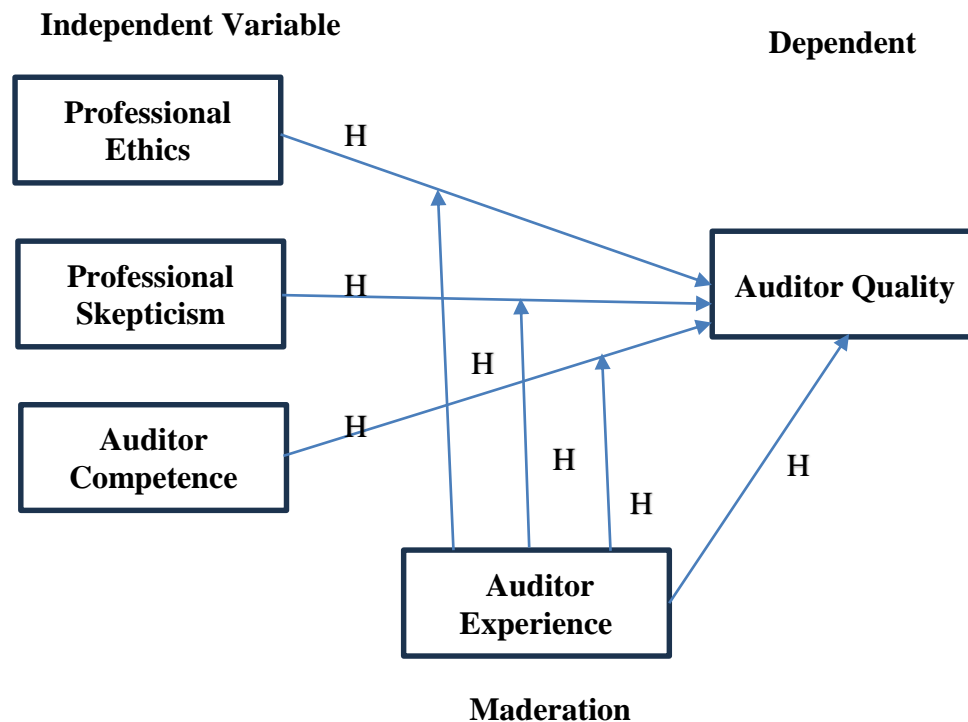 Independent Variable
Dependent
Professional
Ethics
H
Professional
Skepticism
H
Auditor Quality
H
Auditor
Competence
H
H
H
H
Auditor
Experience
Maderation